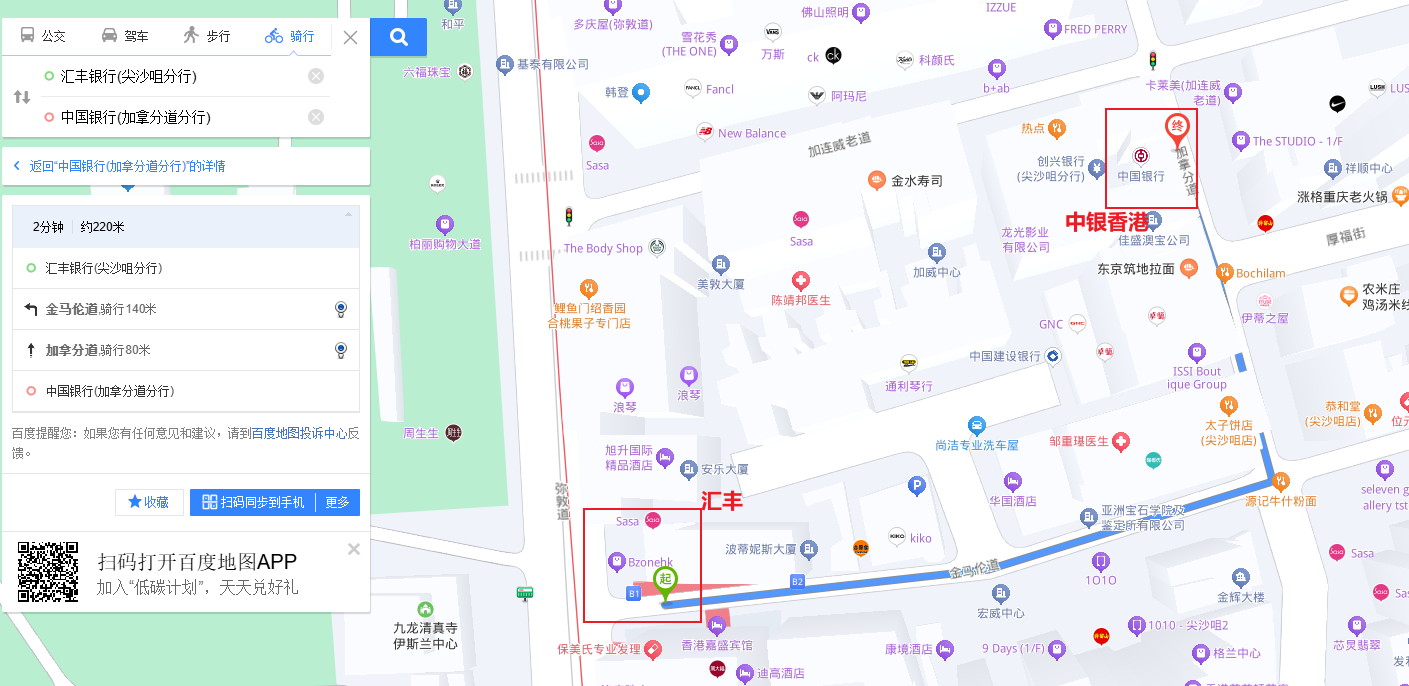 公交
驾车
步行
骑行
汇丰银行(尖沙咀分行)
中国银行(加拿分道分行)
返回"中国银行(加拿分道分行)"的详情
2分钟
约220米
汇丰银行(尖沙咀分行)
金马伦道,骑行140米
加拿分道,骑行80米
中国银行(加拿分道分行)
百度提醒您：如果您有任何意见和建议，请到百度地图投诉中心反
馈。
收藏
扫码同步到手机
更多
扫码打开百度地图APP
加入“低碳计划”，天天兑好礼
和平
多庆屋(弥敦道)
佛山照明
IZZUE
雪花秀
(THE ONE)
万斯
ck
科颜氏
FRED PERRY
六福珠宝
基泰有限公司
韩登
Fancl
阿玛尼
b+ab
卡莱美(加连威
老道)
LUS
New Balance
加连威老道
热点
The STUDIO - 1/F
Sasa
终
创兴银行
(尖沙咀分行)
中国银行
加拿分道
祥顺中心
金水寿司
涨格重庆老火锅
柏丽购物大道
Sasa
中银香港
The Body Shop
龙光影业
有限公司
佳盛澳宝公司
厚福街
美敦大厦
加威中心
东京筑地拉面
Bochilam
陈靖邦医生
鲤鱼门绍香园
合桃果子专门店
伊蒂之屋
农米庄
鸡汤米线
GNC
中国建设银行
ISSI Bout
ique Group
通利琴行
浪琴
浪琴
太子饼店
(尖沙咀店)
恭和堂
(尖沙咀店)
位元
周生生
旭升国际
精品酒店
安乐大厦
尚洁专业洗车屋
邹重璂医生
P
华国酒店
源记牛什粉面
seleven g
allery tst
弥敦道
汇丰
Sasa
亚洲宝石学院及
鉴定所有限公司
波蒂妮斯大厦
kiko
Bzonehk
起
B1
B2
金马伦道
1010
Sasa
金辉大楼
Sas
宏威中心
九龙清真寺
伊斯兰中心
保美氏专业发理
香港嘉盛宾馆
康境酒店
9 Days (1/F)
1010 - 尖沙咀2
格兰中心
芯炅翡翠
迪高酒店